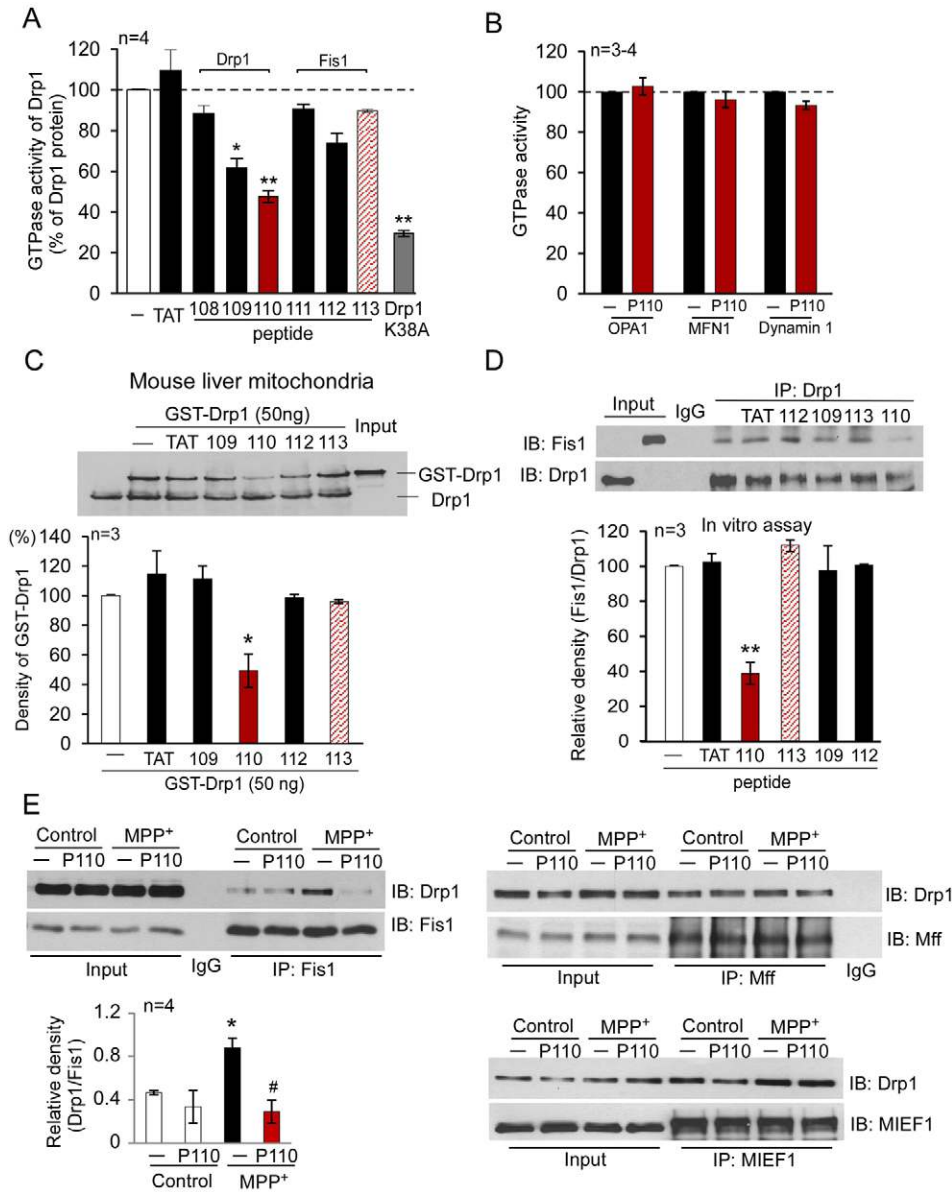 A
n=4
Drp1 Fis1
GTPase activity of Drp1
(% of Drp1 protein)
120
100
80
60
40
20
0
*
**
**
— TAT 108 109 110 111 112 113 Drp1
K38A
peptide
B
n=3-4
GTPase activity
120
100
80
60
40
20
0
— P110 — P110 — P110
OPA1 MFN1 Dynamin 1
C
Mouse liver mitochondria
GST-Drp1 (50ng)
— TAT 109 110 112 113 Input
GST-Drp1
Drp1
(%)
n=3
Density of GST-Drp1
140
120
100
80
60
40
20
0
*
— TAT 109 110 112 113
GST-Drp1 (50 ng)
D
IP: Drp1
Input IgG
TAT 112 109 113 110
IB: Fis1
IB: Drp1
n=3 In vitro assay
Relative density (Fis1/Drp1)
120
100
80
60
40
20
0
**
— TAT 110 113 109 112
peptide
E
Control MPP+ Control MPP+
— P110 — P110 — P110 — P110
IB: Drp1
IB: Fis1
Input IgG IP: Fis1
n=4
Relative density
(Drp1/Fis1)
1.2
0.8
0.4
0
*
#
— P110 — P110
Control MPP+
Control MPP+ Control MPP+
— P110 — P110 — P110 — P110
IB: Drp1
IB: Mff
Input IP: Mff IgG
Control MPP+ Control MPP+
— P110 — P110 — P110 — P110
IB: Drp1
IB: MIEF1
Input IP: MIEF1